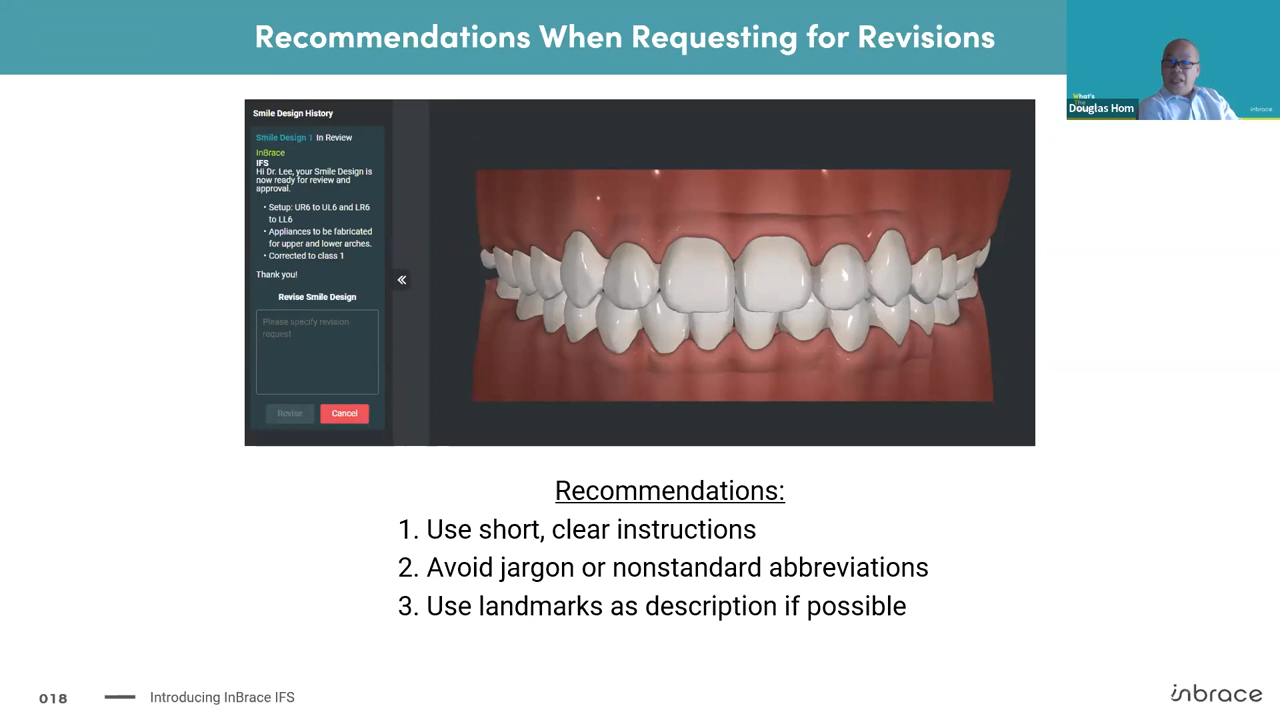 Recommendations When Requesting for Revisions
What's
The
Douglas Hom
inbrace
Smile Design History
Smile Design 1 In Review
InBrace
IFS
Hi Dr. Lee, your Smile Design is
now ready for review and
approval.
• Setup: UR6 to UL6 and LR6
to LL6
• Appliances to be fabricated
for upper and lower arches.
• Corrected to class 1
Thank you!
Revise Smile Design
Please specify revision
request
Revise
Cancel
«
Recommendations:
1. Use short, clear instructions
2. Avoid jargon or nonstandard abbreviations
3. Use landmarks as description if possible
018
Introducing InBrace IFS
inbrace